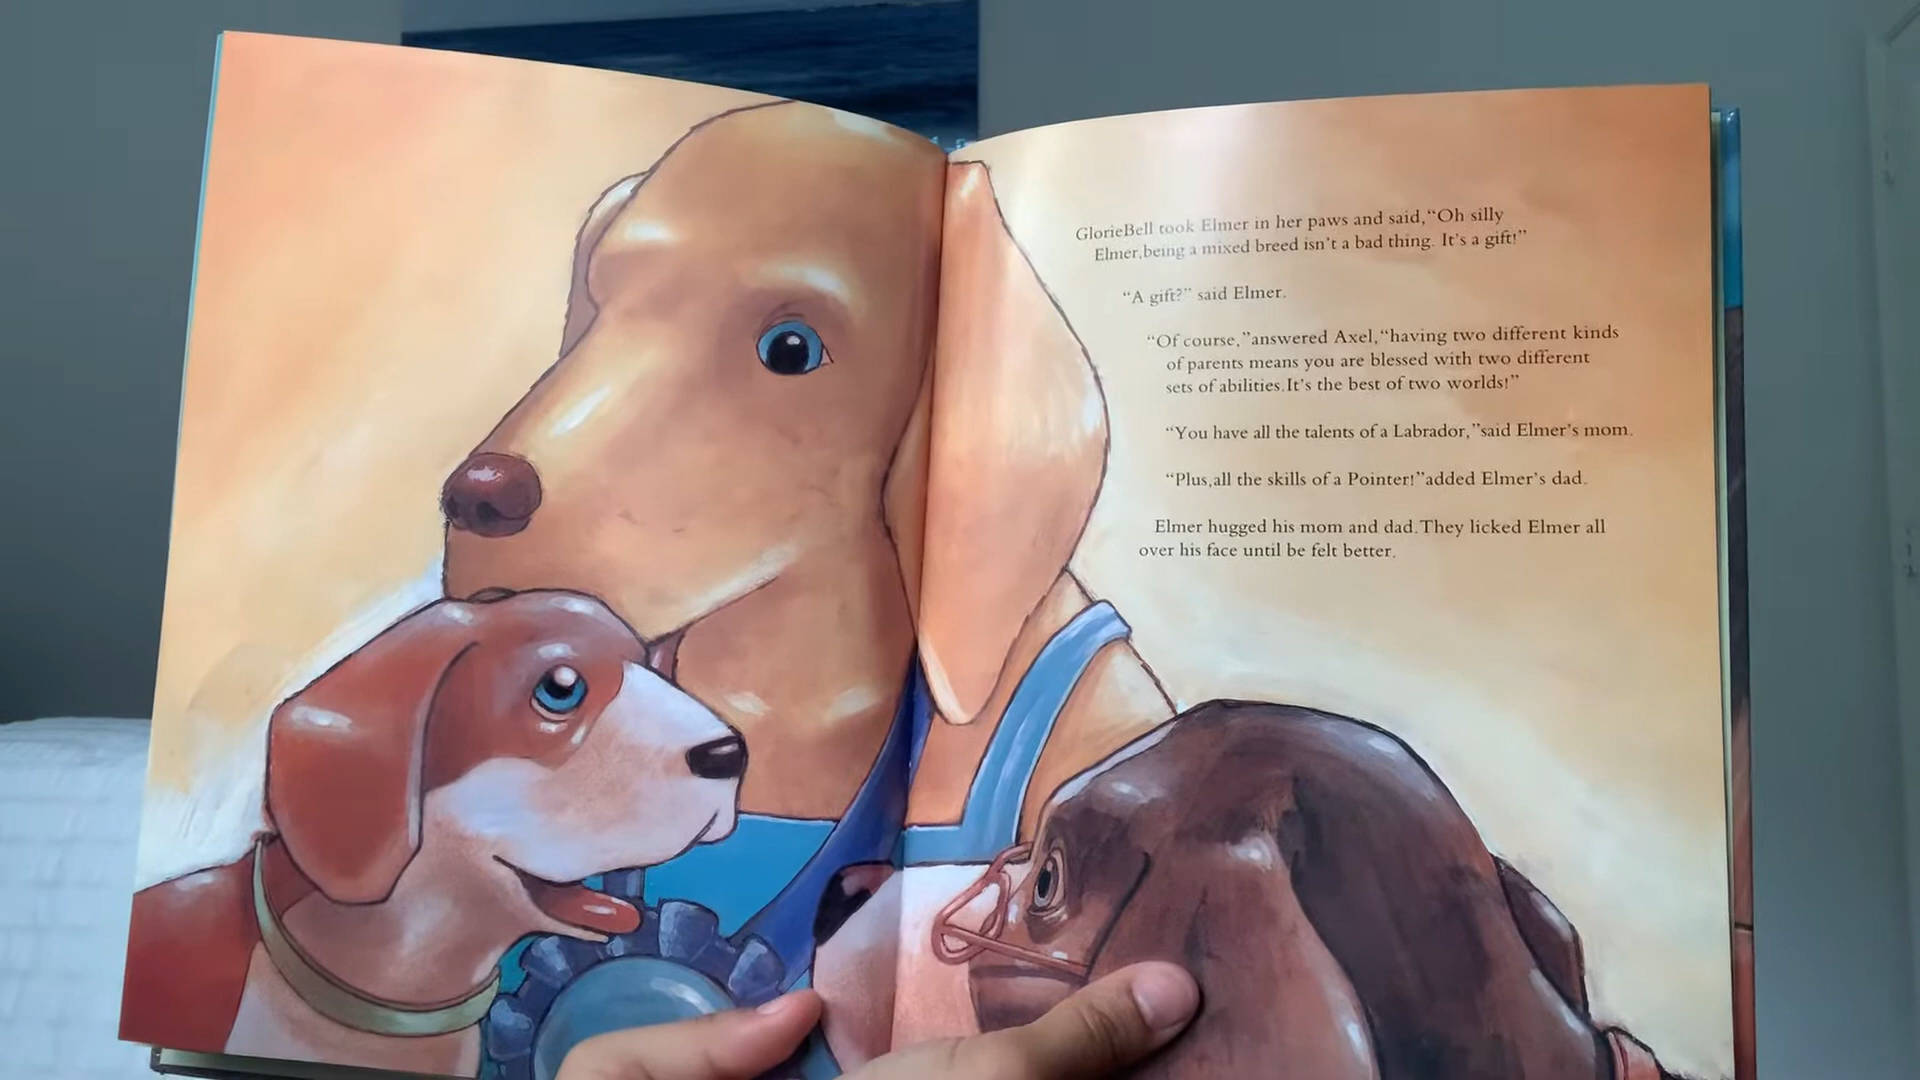 GlorieBell took Elmer in her paws and said,“Oh silly
Elmer,being a mixed breed isn't a bad thing. It's a gift!”
“A gift?” said Elmer.
“Of course,”answered Axel,“having two different kinds
of parents means you are blessed with two different
sets of abilities.It's the best of two worlds!”
“You have all the talents of a Labrador,”said Elmer's mom.
“Plus,all the skills of a Pointer!”added Elmer's dad.
Elmer hugged his mom and dad.They licked Elmer all
over his face until be felt better.